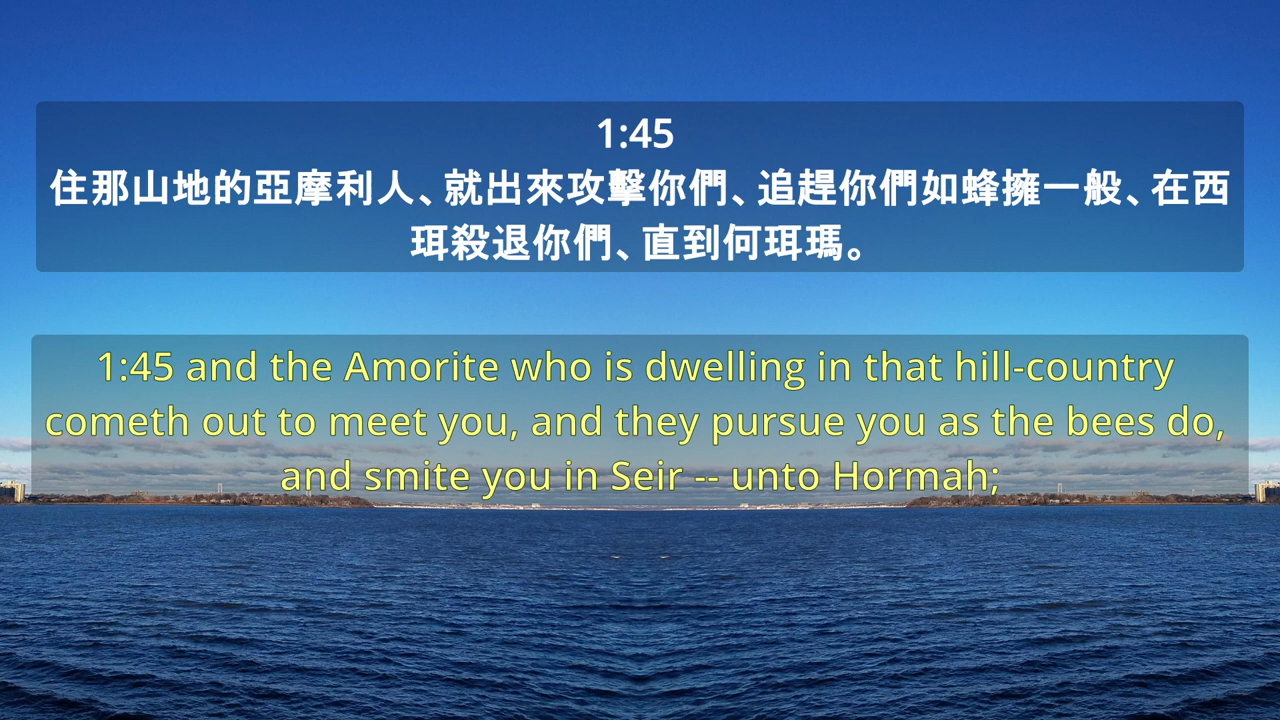 1:45
住那山地的亞摩利人、就出來攻擊你們、追趕你們如蜂擁一般、在西
珥殺退你們、直到何珥瑪。
1:45 and the Amorite who is dwelling in that hill-country
cometh out to meet you, and they pursue you as the bees do,
and smite you in Seir -- unto Hormah;